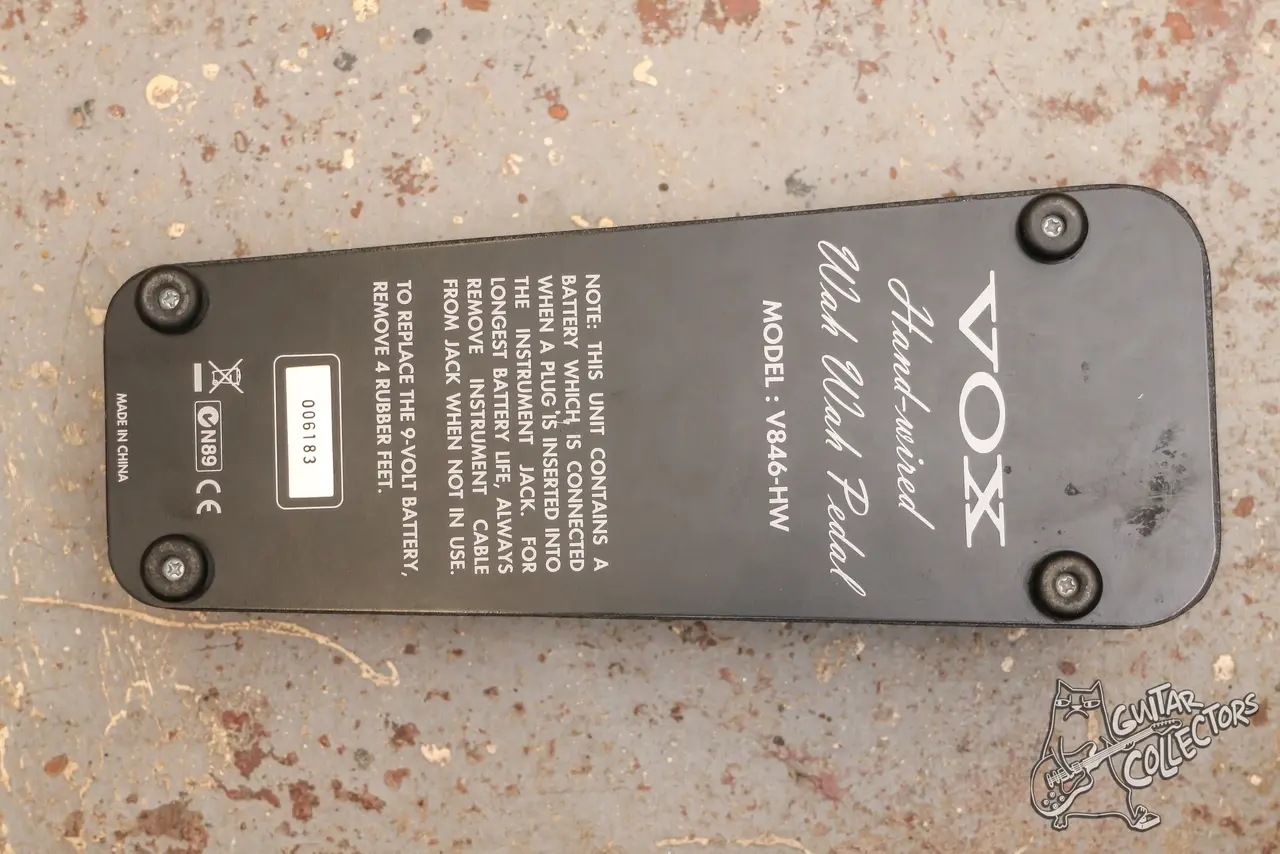 VOX
Hand-wired
Wah Wah Pedal
MODEL : V846-HW
NOTE: THIS UNIT CONTAINS A
BATTERY WHICH, IS CONNECTED
WHEN A PLUG IS INSERTED INTO
THE INSTRUMENT JACK. FOR
LONGEST BATTERY LIFE, ALWAYS
REMOVE INSTRUMENT CABLE
FROM JACK WHEN NOT IN USE.
TO REPLACE THE 9-VOLT BATTERY,
REMOVE 4 RUBBER FEET.
006183
N89 CE
MADE IN CHINA
GUITAR
COLLECTORS